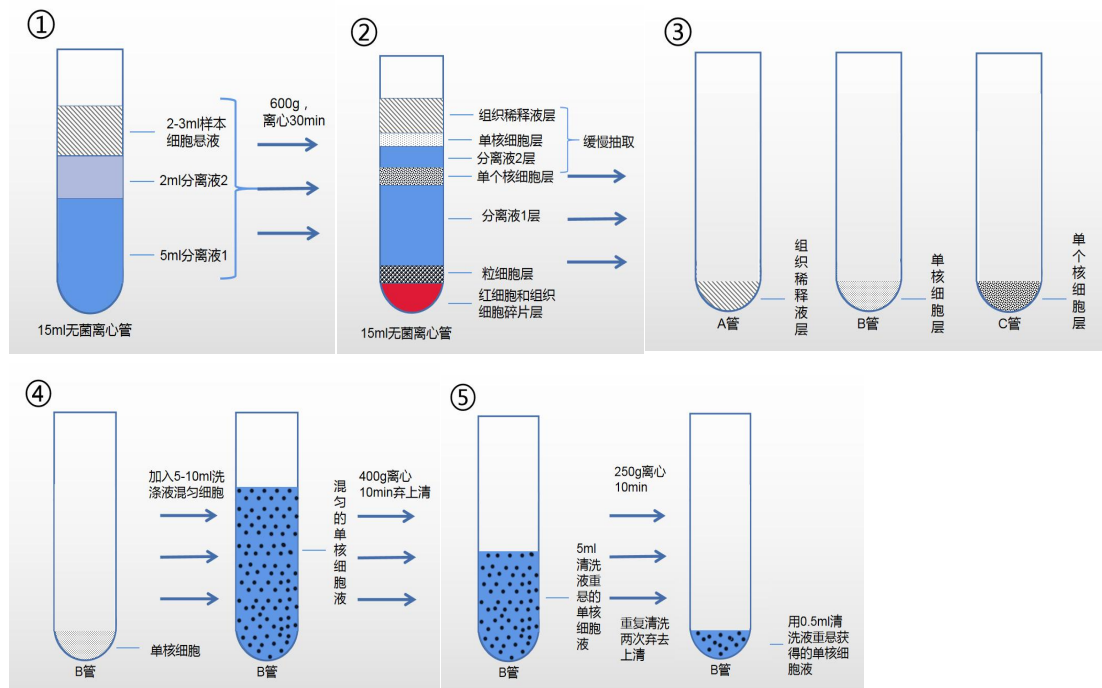 ①
2-3ml样本
细胞悬液
2ml分离液2
5ml分离液1
600g，
离心30min
15ml无菌离心管
②
组织稀释液层
单核细胞层
分离液2层
单个核细胞层
缓慢抽取
分离液1层
粒细胞层
红细胞和组织
细胞碎片层
15ml无菌离心管
③
组织稀释液层
A管
单核细胞层
B管
单个核细胞层
C管
④
单核细胞
B管
加入5-10ml洗
涤液混匀细胞
混匀的单核细胞液
B管
400g离心
10min弃上清
⑤
5ml
清洗
液重
悬的
单核
细胞
液
B管
250g离心
10min
重复清洗
两次弃去
上清
用0.5ml清
洗液重悬获
得的单核细
胞液
B管